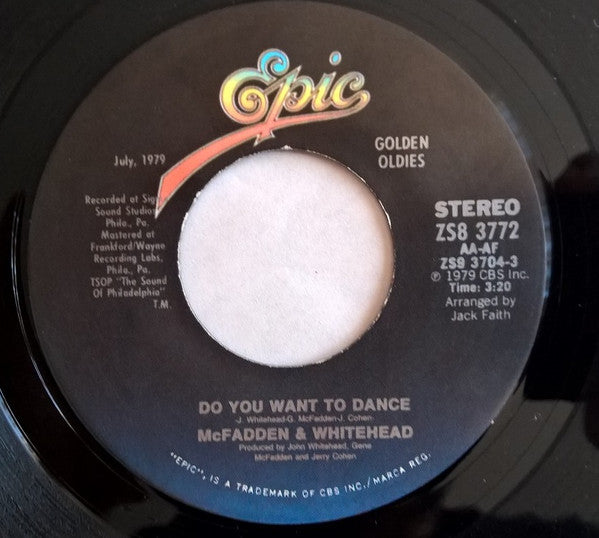 Epic
July, 1979
GOLDEN
OLDIES
Recorded at Sig
Sound Studios
Phila., Pa.
Mastered at
Frankford/Wayne
Recording Labs,
Phila., Pa.
TSOP "The Sound
Of Philadelphia"
T.M.
STEREO
ZS8 3772
AA-AF
ZS9 3704-3
℗ 1979 CBS Inc.
Time: 3:20
Arranged by
Jack Faith
DO YOU WANT TO DANCE
J. Whitehead-G. McFadden-J. Cohen-
McFADDEN & WHITEHEAD
Produced by John Whitehead, Gene
McFadden and Jerry Cohen
"EPIC", IS A TRADEMARK OF CBS INC./MARCA REG.